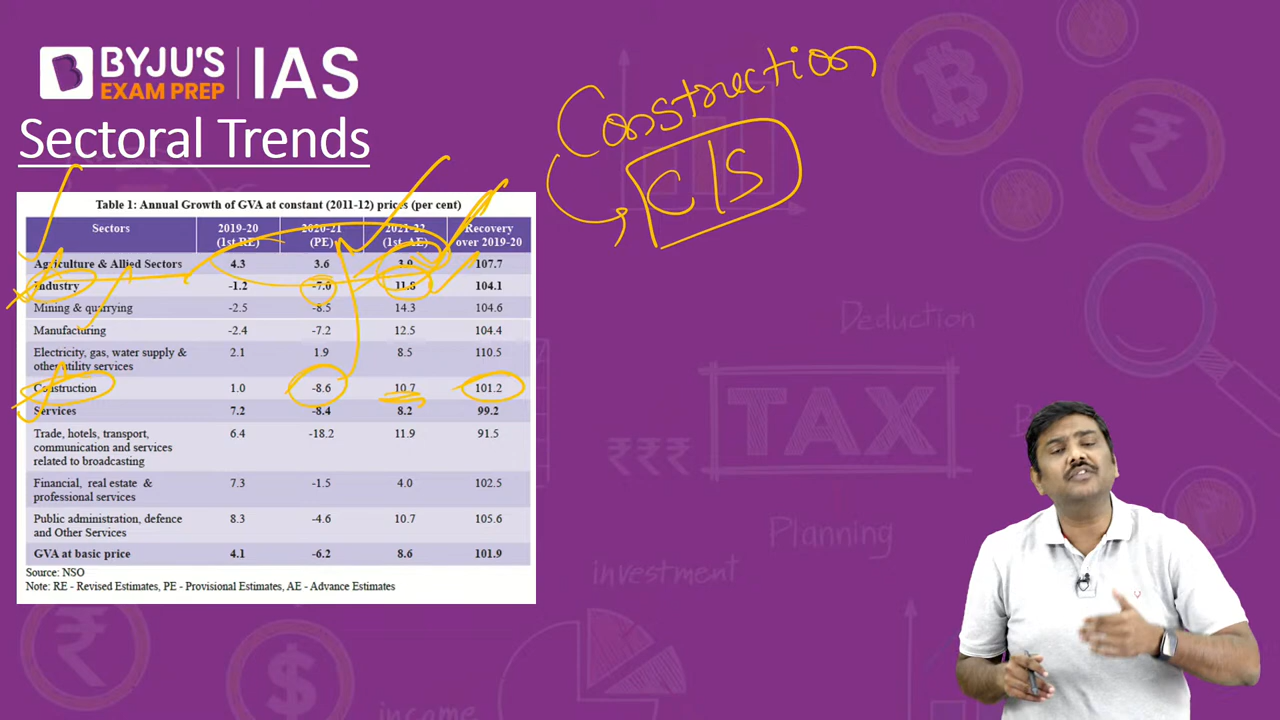 BYJU'S
EXAM PREP
IAS
Sectoral Trends
Construction
C/S
Table 1: Annual Growth of GVA at constant (2011-12) prices (per cent)
Sectors 2019-20 (1st RE) 2020-21 (PE) 2021-22 (1st AE) Recovery over 2019-20
Agriculture & Allied Sectors 4.3 3.6 3.9 107.7
Industry -1.2 -7.0 11.8 104.1
Mining & quarrying -2.5 -8.5 14.3 104.6
Manufacturing -2.4 -7.2 12.5 104.4
Electricity, gas, water supply & 2.1 1.9 8.5 110.5
other utility services
Construction 1.0 -8.6 10.7 101.2
Services 7.2 -8.4 8.2 99.2
Trade, hotels, transport, 6.4 -18.2 11.9 91.5
communication and services
related to broadcasting
Financial, real estate & 7.3 -1.5 4.0 102.5
professional services
Public administration, defence 8.3 -4.6 10.7 105.6
and Other Services
GVA at basic price 4.1 -6.2 8.6 101.9
Source: NSO
Note: RE - Revised Estimates, PE - Provisional Estimates, AE - Advance Estimates
Deduction
TAX
₹₹₹
Planning
investment
income